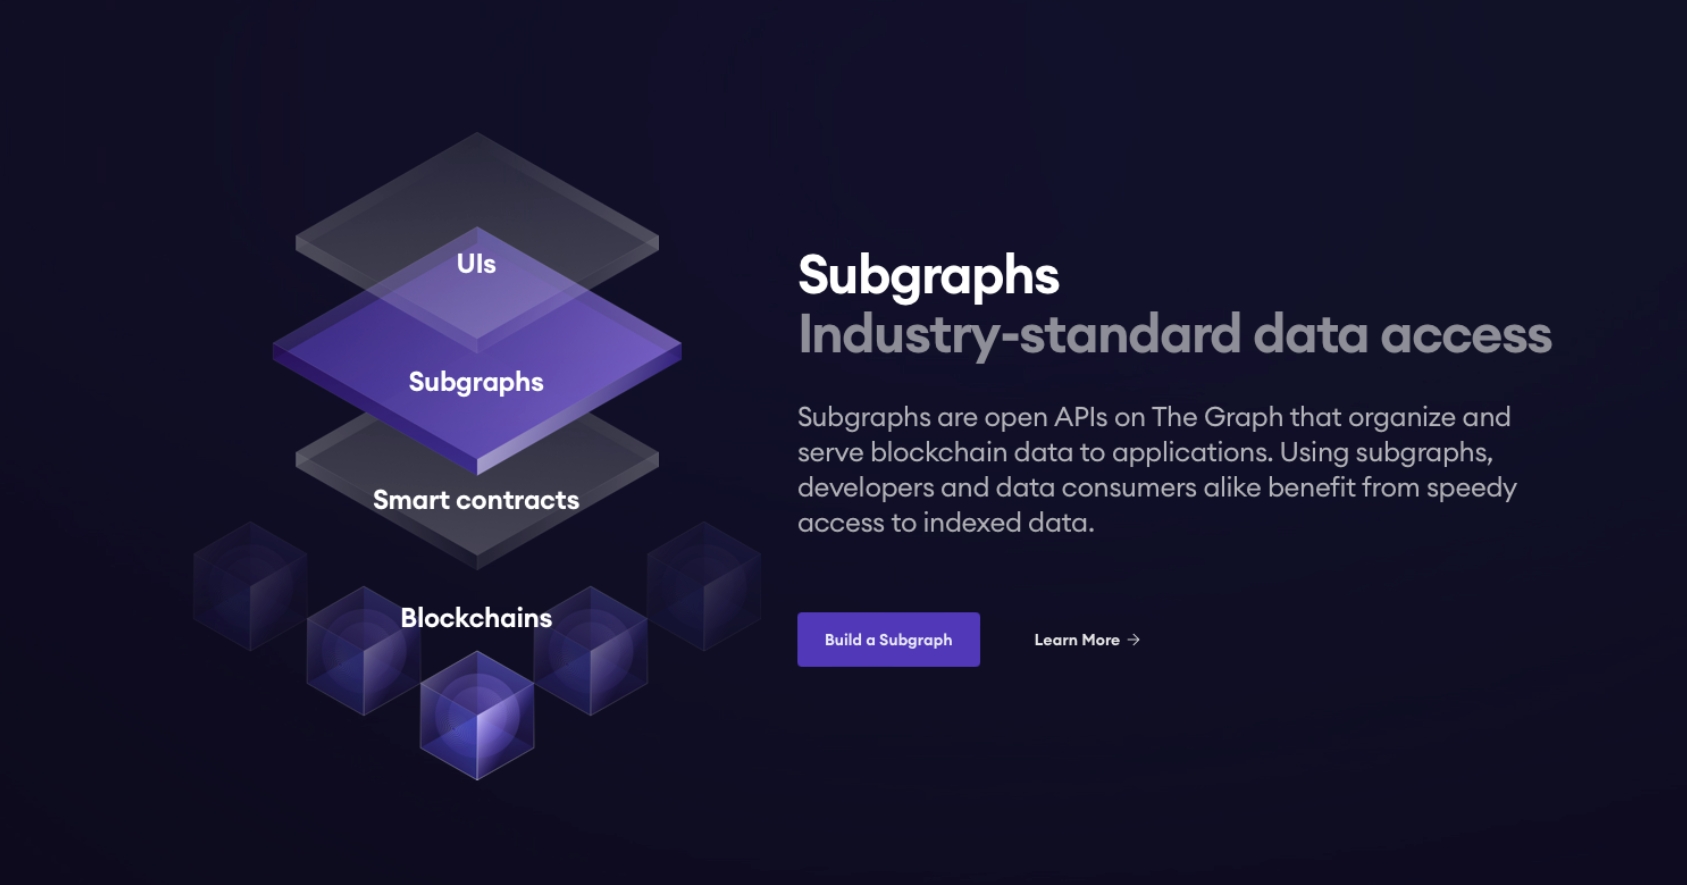 UIs
Subgraphs
Smart contracts
Blockchains
Subgraphs
Industry-standard data access
Subgraphs are open APIs on The Graph that organize and
serve blockchain data to applications. Using subgraphs,
developers and data consumers alike benefit from speedy
access to indexed data.
Build a Subgraph
Learn More →